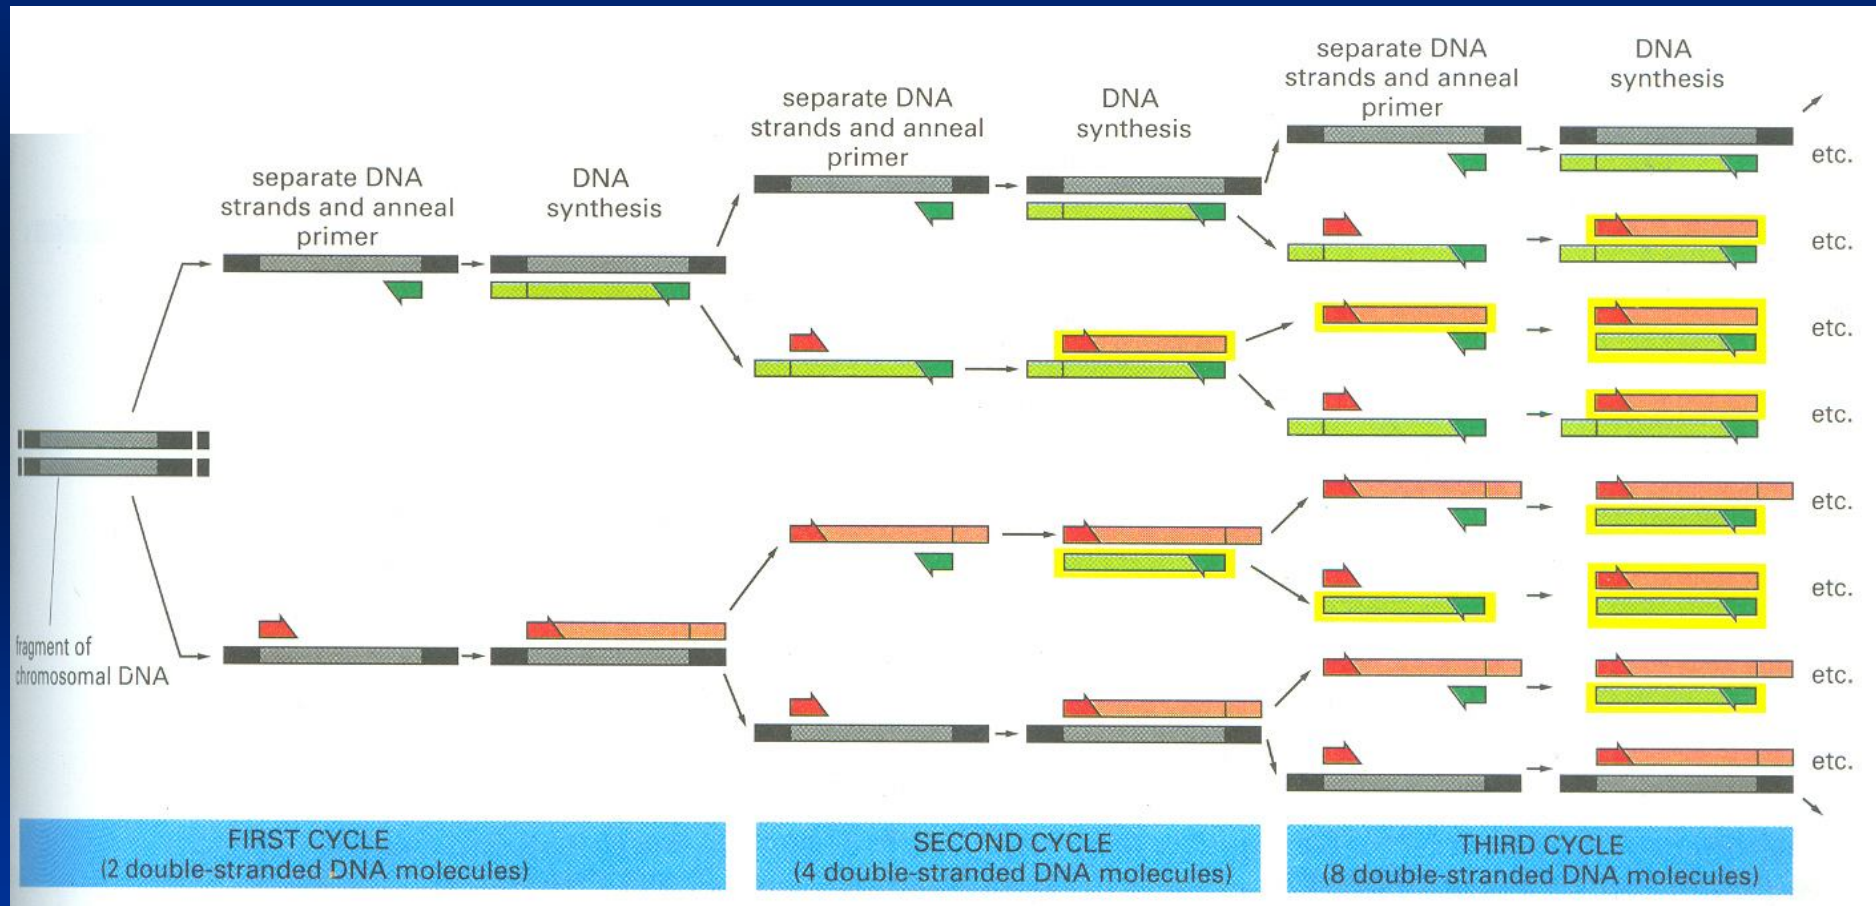 separate DNA
strands and anneal
primer
DNA
synthesis
separate DNA
strands and anneal
primer
DNA
synthesis
separate DNA
strands and anneal
primer
DNA
synthesis
etc.
etc.
etc.
etc.
etc.
etc.
etc.
etc.
fragment of
chromosomal DNA
FIRST CYCLE
(2 double-stranded DNA molecules)
SECOND CYCLE
(4 double-stranded DNA molecules)
THIRD CYCLE
(8 double-stranded DNA molecules)